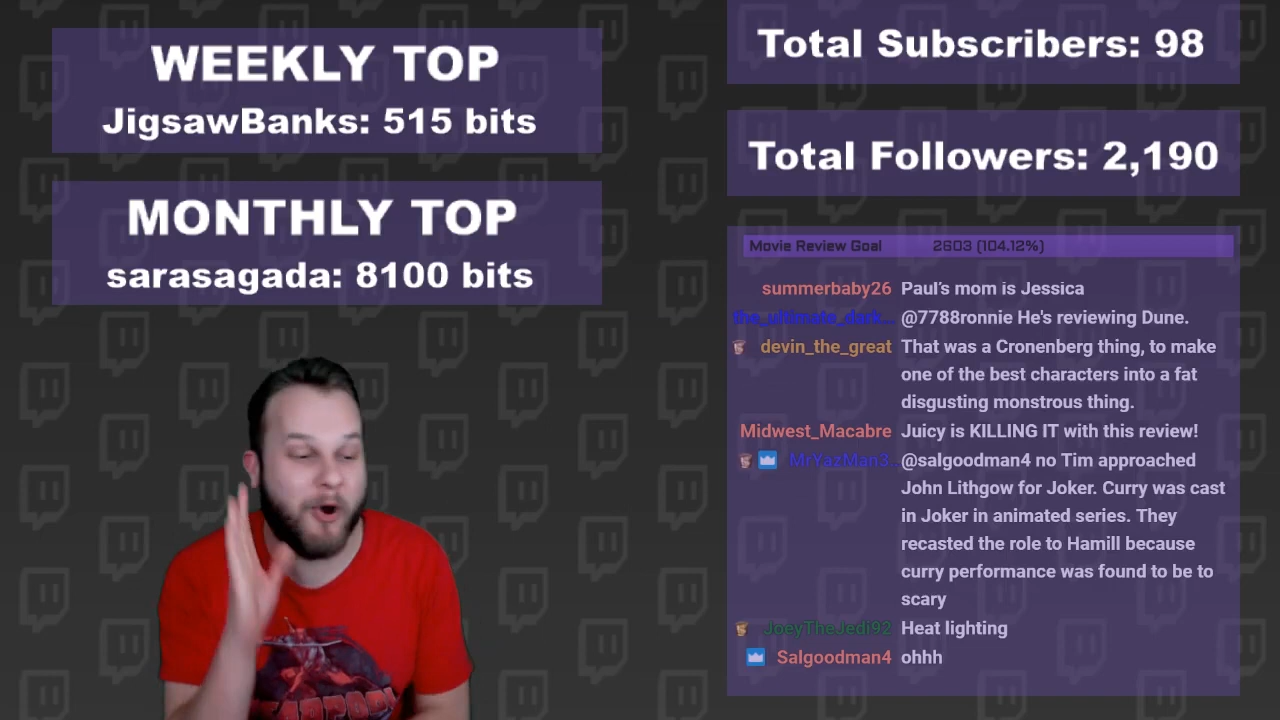 WEEKLY TOP
JigsawBanks: 515 bits
MONTHLY TOP
sarasagada: 8100 bits
Total Subscribers: 98
Total Followers: 2,190
Movie Review Goal 2603 (104.12%)
summerbaby26 Paul's mom is Jessica
the_ultimate_dark... @7788ronnie He's reviewing Dune.
devin_the_great That was a Cronenberg thing, to make
one of the best characters into a fat
disgusting monstrous thing.
Midwest_Macabre Juicy is KILLING IT with this review!
MrYazMan3... @salgoodman4 no Tim approached
John Lithgow for Joker. Curry was cast
in Joker in animated series. They
recasted the role to Hamill because
curry performance was found to be to
scary
JoeyTheJedi92 Heat lighting
Salgoodman4 ohhh
DEADPOOL